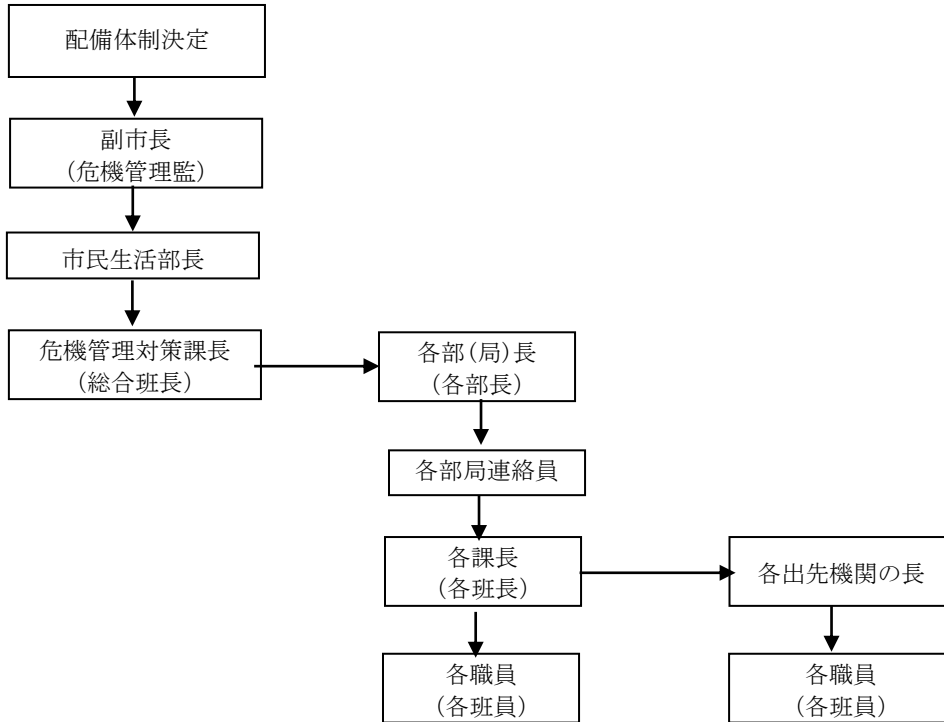 配備体制決定
副市長
(危機管理監)
市民生活部長
危機管理対策課長
(総合班長)
各部(局)長
(各部長)
各部局連絡員
各課長
(各班長)
各出先機関の長
各職員
(各班員)
各職員
(各班員)